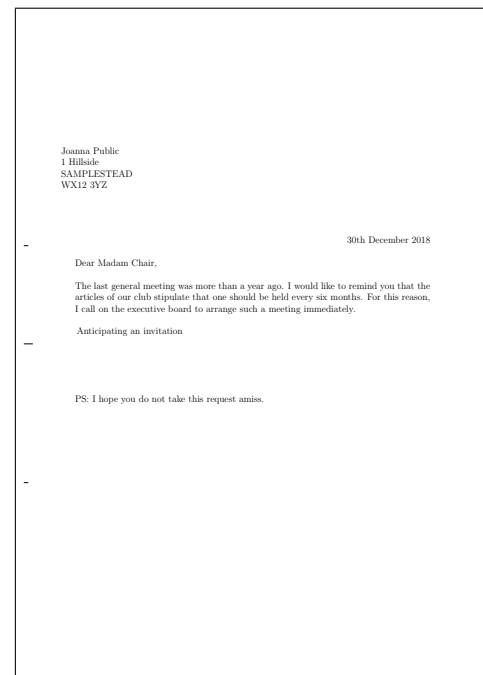 Joanna Public
1 Hillside
SAMPLESTEAD
WX12 3YZ
30th December 2018
Dear Madam Chair,
The last general meeting was more than a year ago. I would like to remind you that the
articles of our club stipulate that one should be held every six months. For this reason,
I call on the executive board to arrange such a meeting immediately.
Anticipating an invitation
PS: I hope you do not take this request amiss.